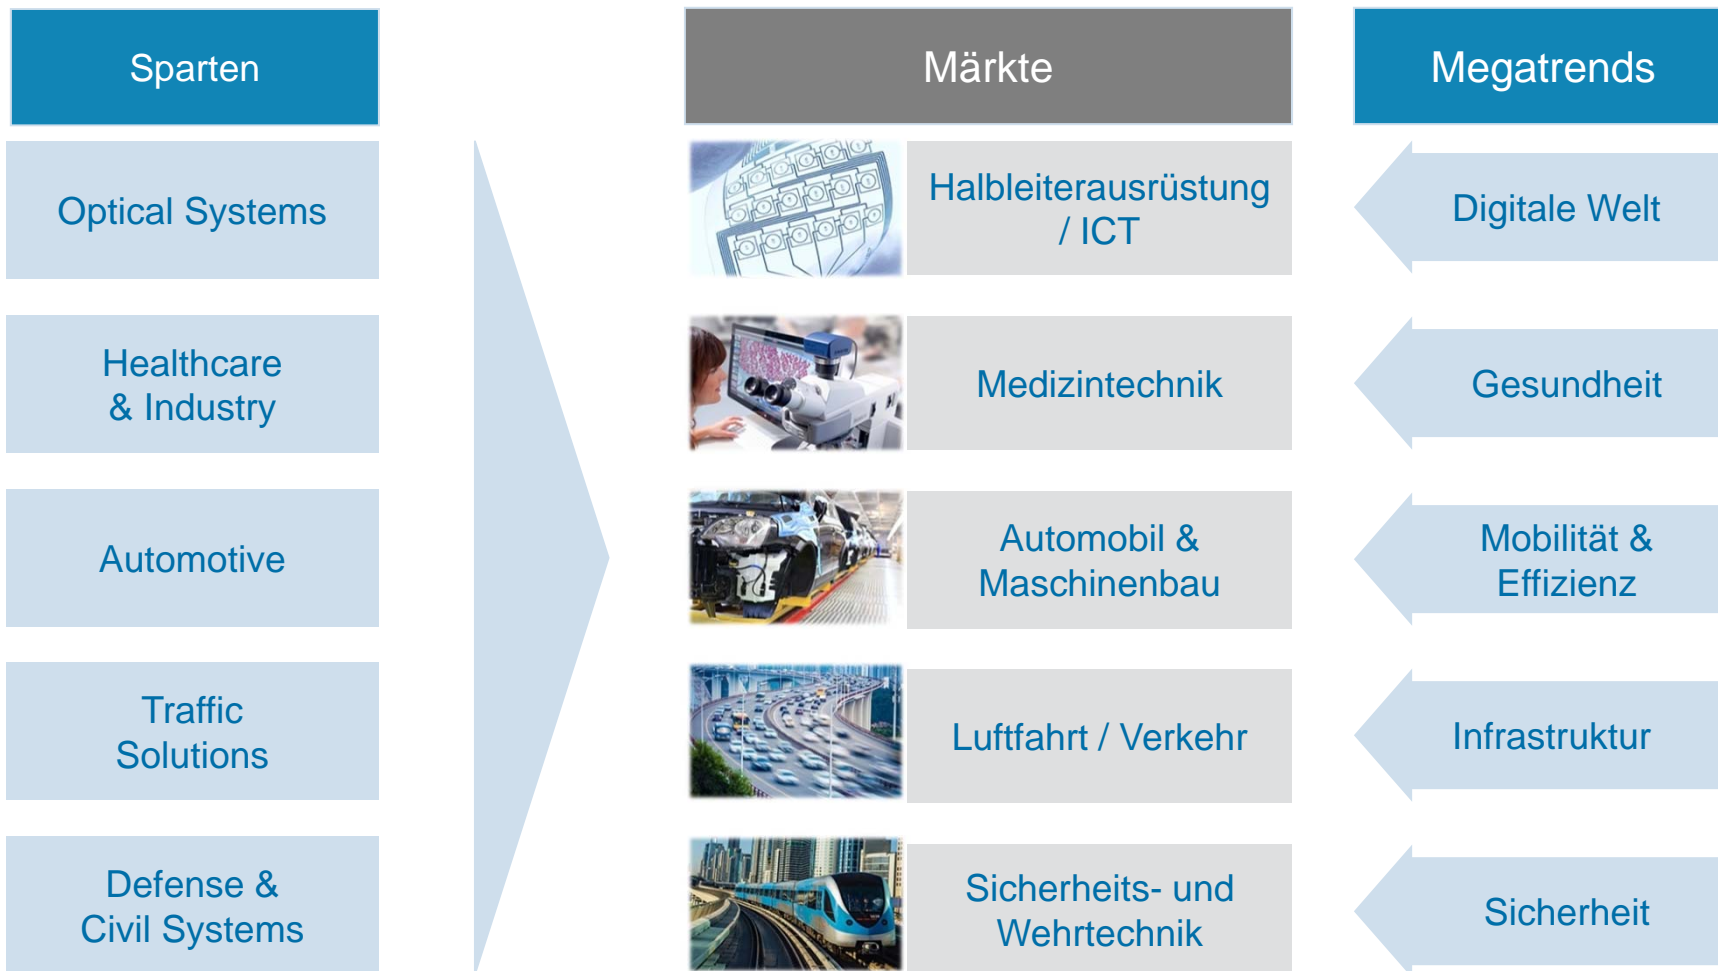 Sparten
Märkte
Megatrends
Optical Systems
Halbleiterausrüstung
/ ICT
Digitale Welt
Healthcare
& Industry
Medizintechnik
Gesundheit
Automotive
Automobil &
Maschinenbau
Mobilität &
Effizienz
Traffic
Solutions
Luftfahrt / Verkehr
Infrastruktur
Defense &
Civil Systems
Sicherheits- und
Wehrtechnik
Sicherheit